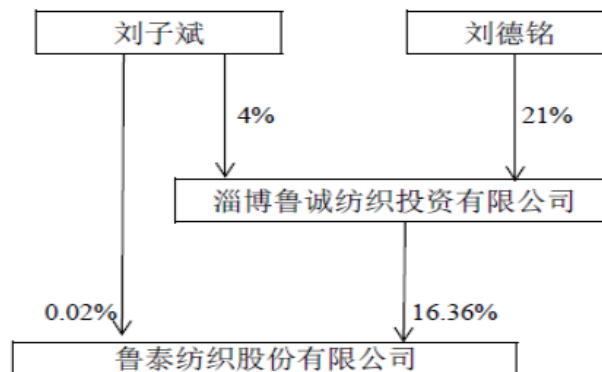 刘子斌
刘德铭
4%
21%
淄博鲁诚纺织投资有限公司
0.02%
16.36%
鲁泰纺织股份有限公司